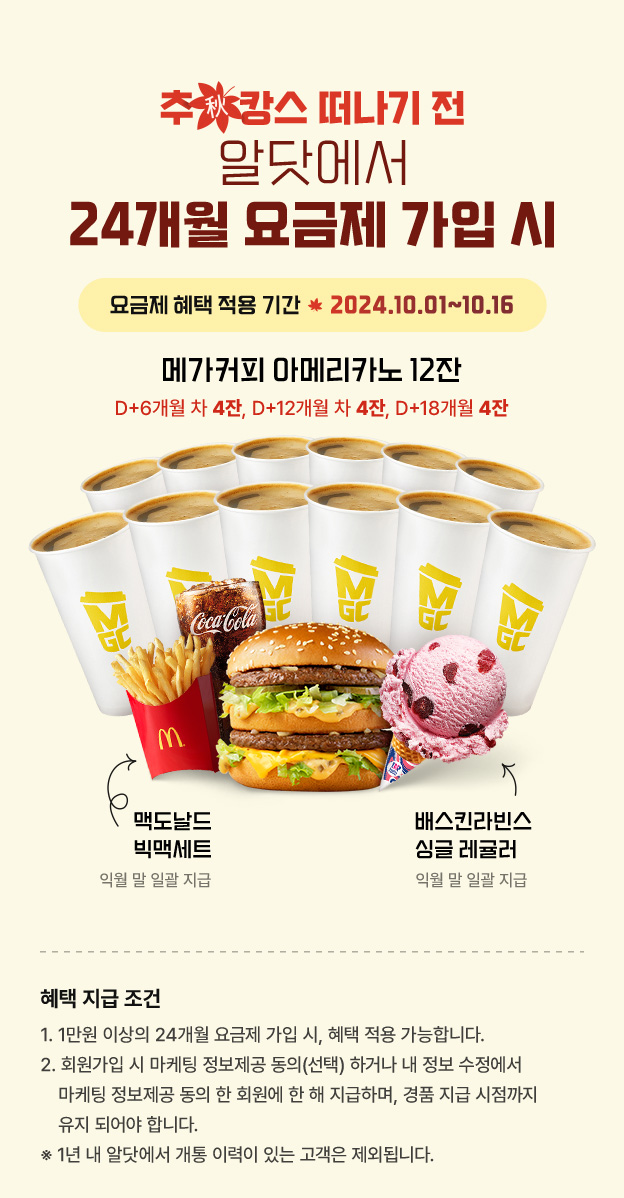 추秋캉스 떠나기 전
알닷에서
24개월 요금제 가입 시
요금제 혜택 적용 기간 2024.10.01~10.16
메가커피 아메리카노 12잔
D+6개월 차 4잔, D+12개월 차 4잔, D+18개월 4잔
MGC
MGC
MGC
MGC
MGC
Coca-Cola
M
맥도날드
빅맥세트
익월 말 일괄 지급
배스킨라빈스
싱글 레귤러
익월 말 일괄 지급
혜택 지급 조건
1. 1만원 이상의 24개월 요금제 가입 시, 혜택 적용 가능합니다.
2. 회원가입 시 마케팅 정보제공 동의(선택) 하거나 내 정보 수정에서
마케팅 정보제공 동의 한 회원에 한 해 지급하며, 경품 지급 시점까지
유지 되어야 합니다.
※ 1년 내 알닷에서 개통 이력이 있는 고객은 제외됩니다.